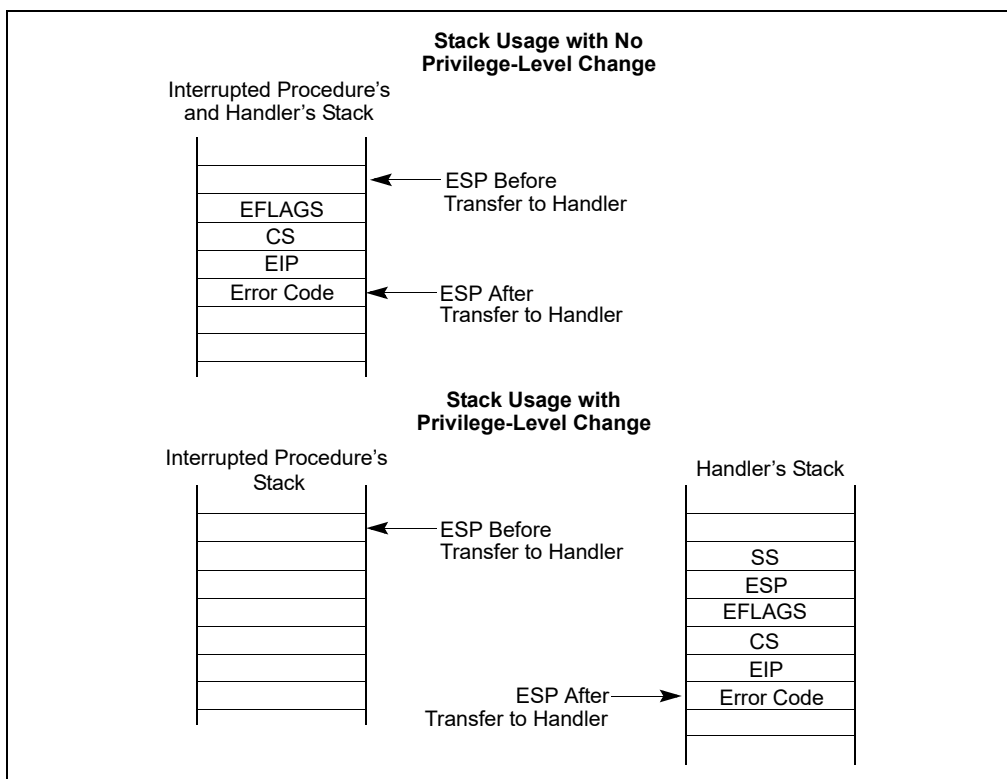 Stack Usage with No
Privilege-Level Change
Interrupted Procedure’s
and Handler’s Stack
ESP Before
Transfer to Handler
EFLAGS
CS
EIP
Error Code
ESP After
Transfer to Handler
Stack Usage with
Privilege-Level Change
Interrupted Procedure’s
Stack
Handler’s Stack
ESP Before
Transfer to Handler
SS
ESP
EFLAGS
CS
EIP
Error Code
ESP After
Transfer to Handler